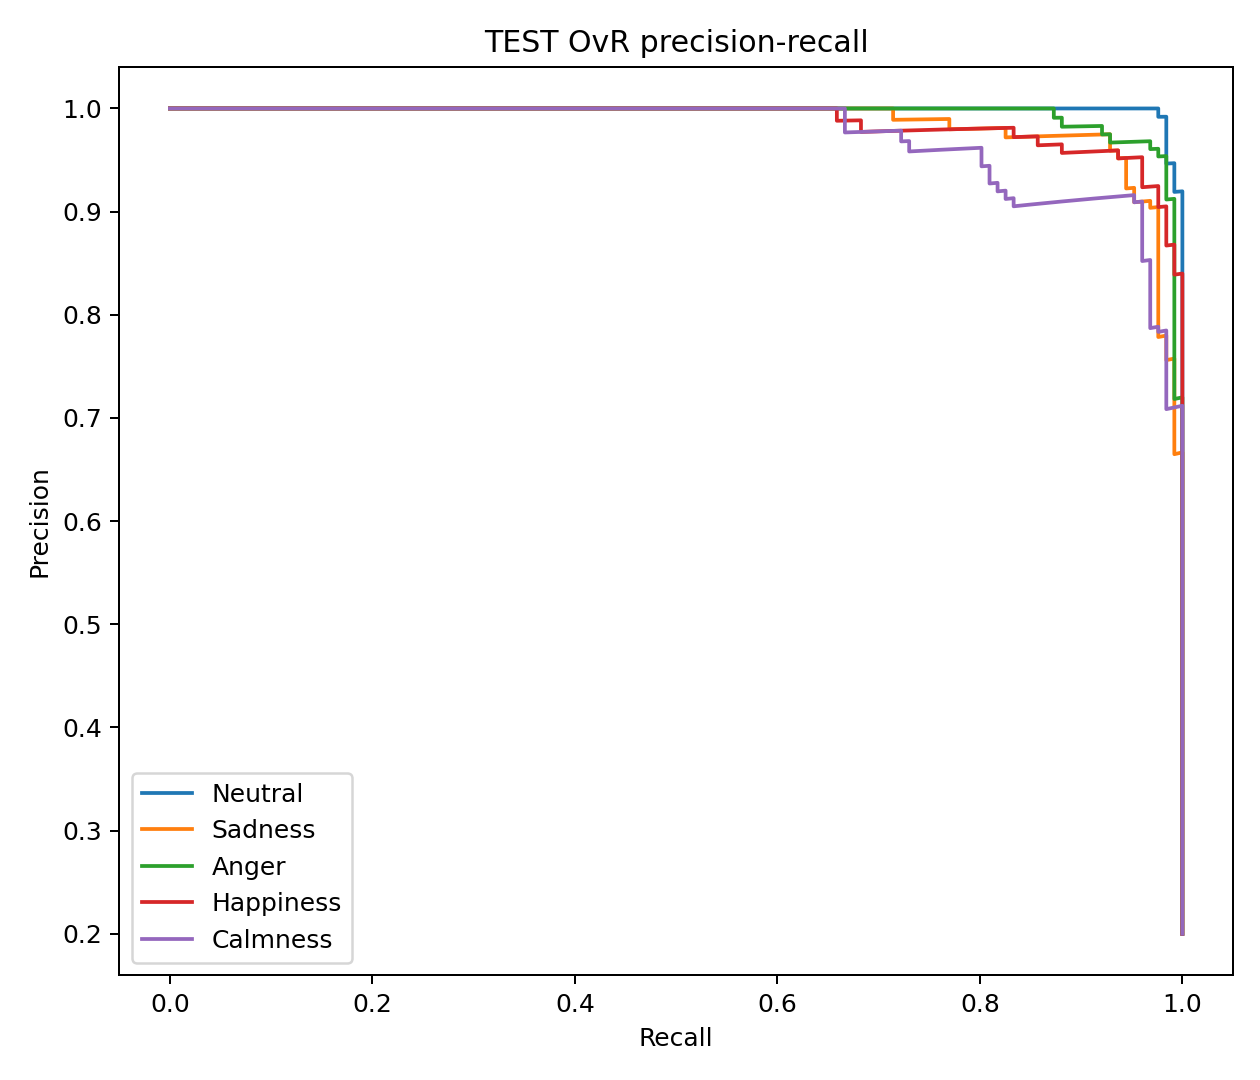 TEST OvR precision-recall
1.0
0.9
0.8
0.7
0.6
0.5
0.4
0.3
0.2
Precision
Neutral
Sadness
Anger
Happiness
Calmness
0.0 0.2 0.4 0.6 0.8 1.0
Recall